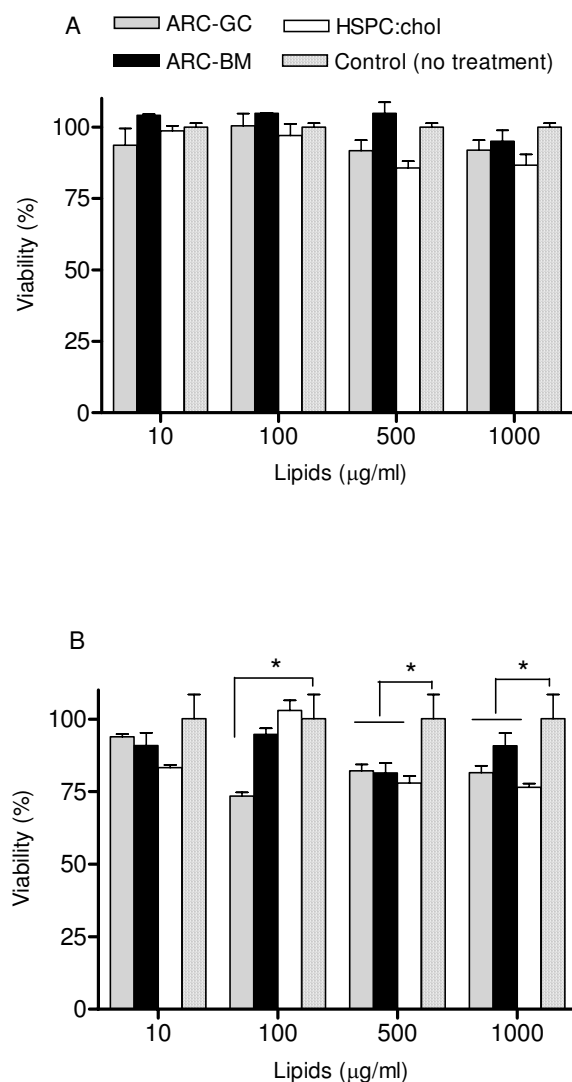 A
ARC-GC
HSPC:chol
ARC-BM
Control (no treatment)
100
75
50
25
0
Viability (%)
10 100 500 1000
Lipids (μg/ml)
B
* * *
100
75
50
25
0
Viability (%)
10 100 500 1000
Lipids (μg/ml)